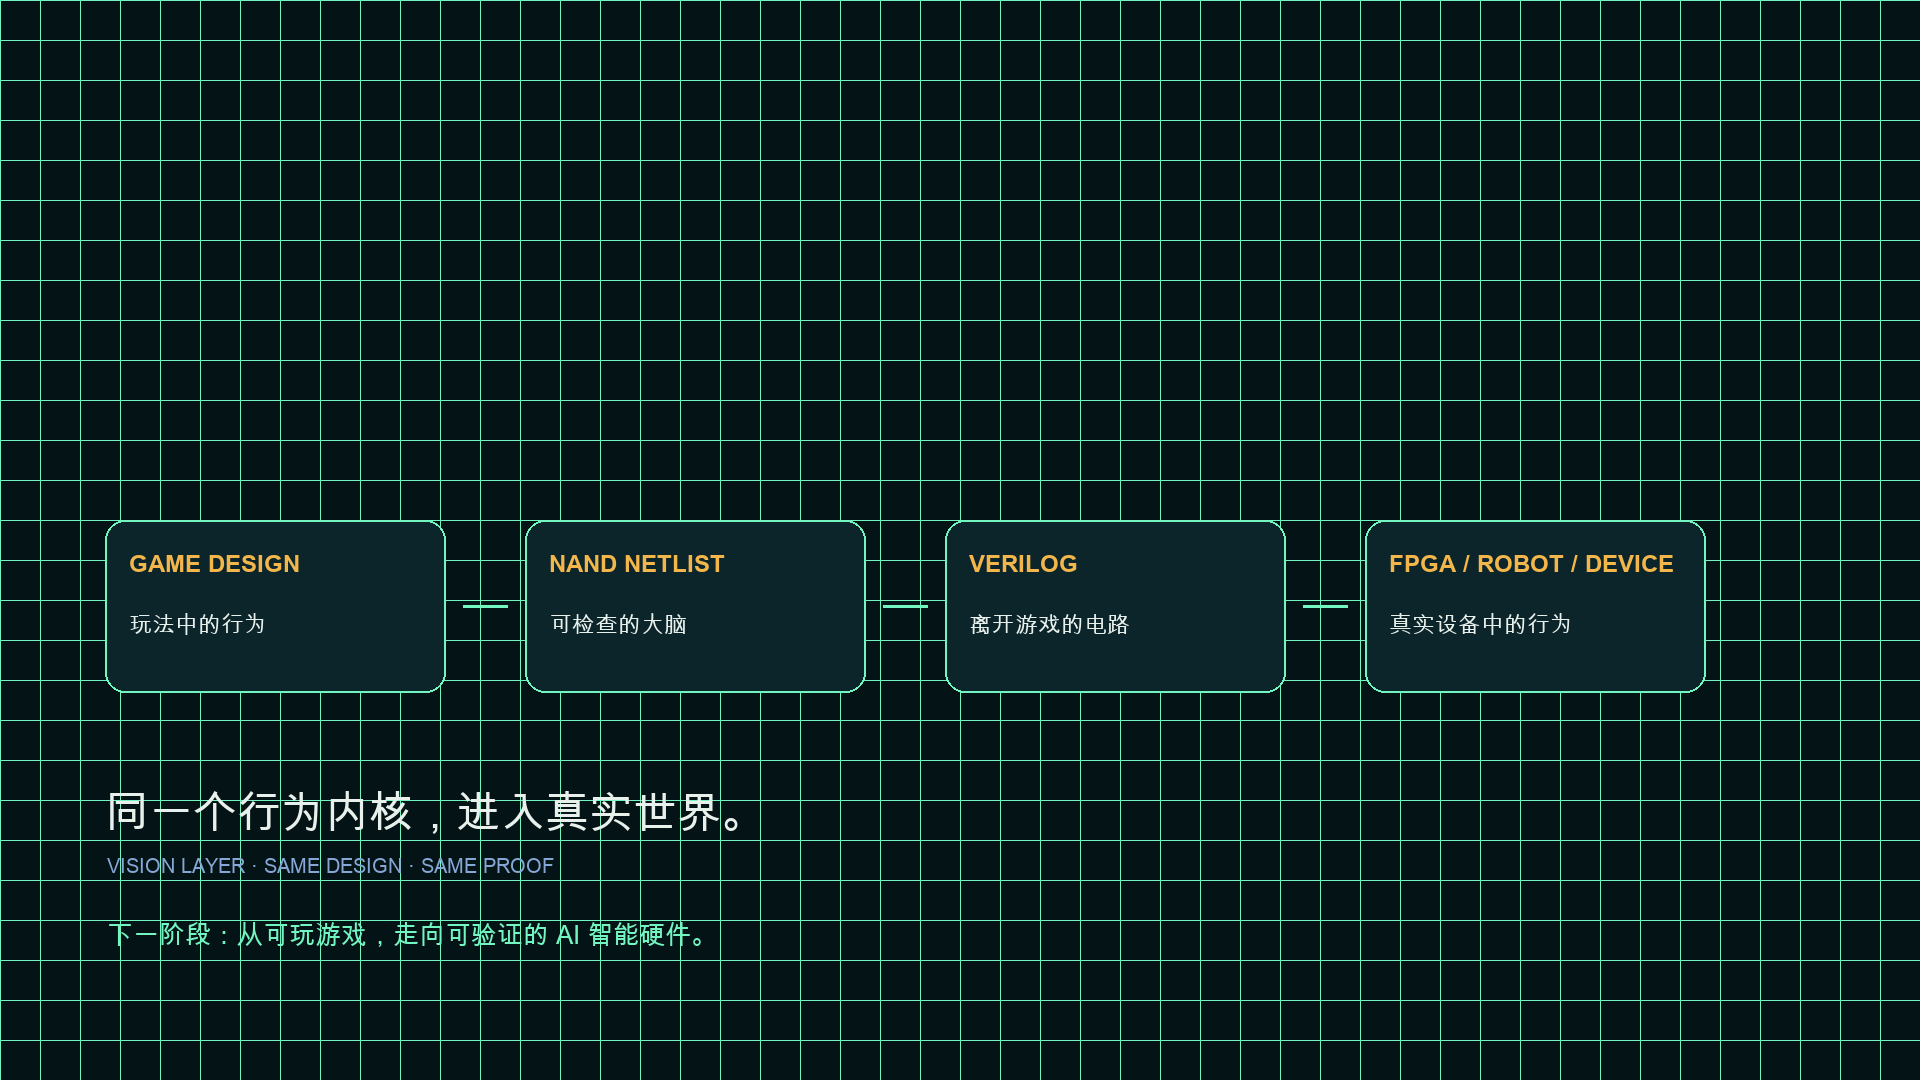 GAME DESIGN
玩法中的行为
NAND NETLIST
可检查的大脑
VERILOG
离开游戏的电路
FPGA / ROBOT / DEVICE
真实设备中的行为
同一个行为内核，进入真实世界。
VISION LAYER · SAME DESIGN · SAME PROOF
下一阶段：从可玩游戏，走向可验证的 AI 智能硬件。